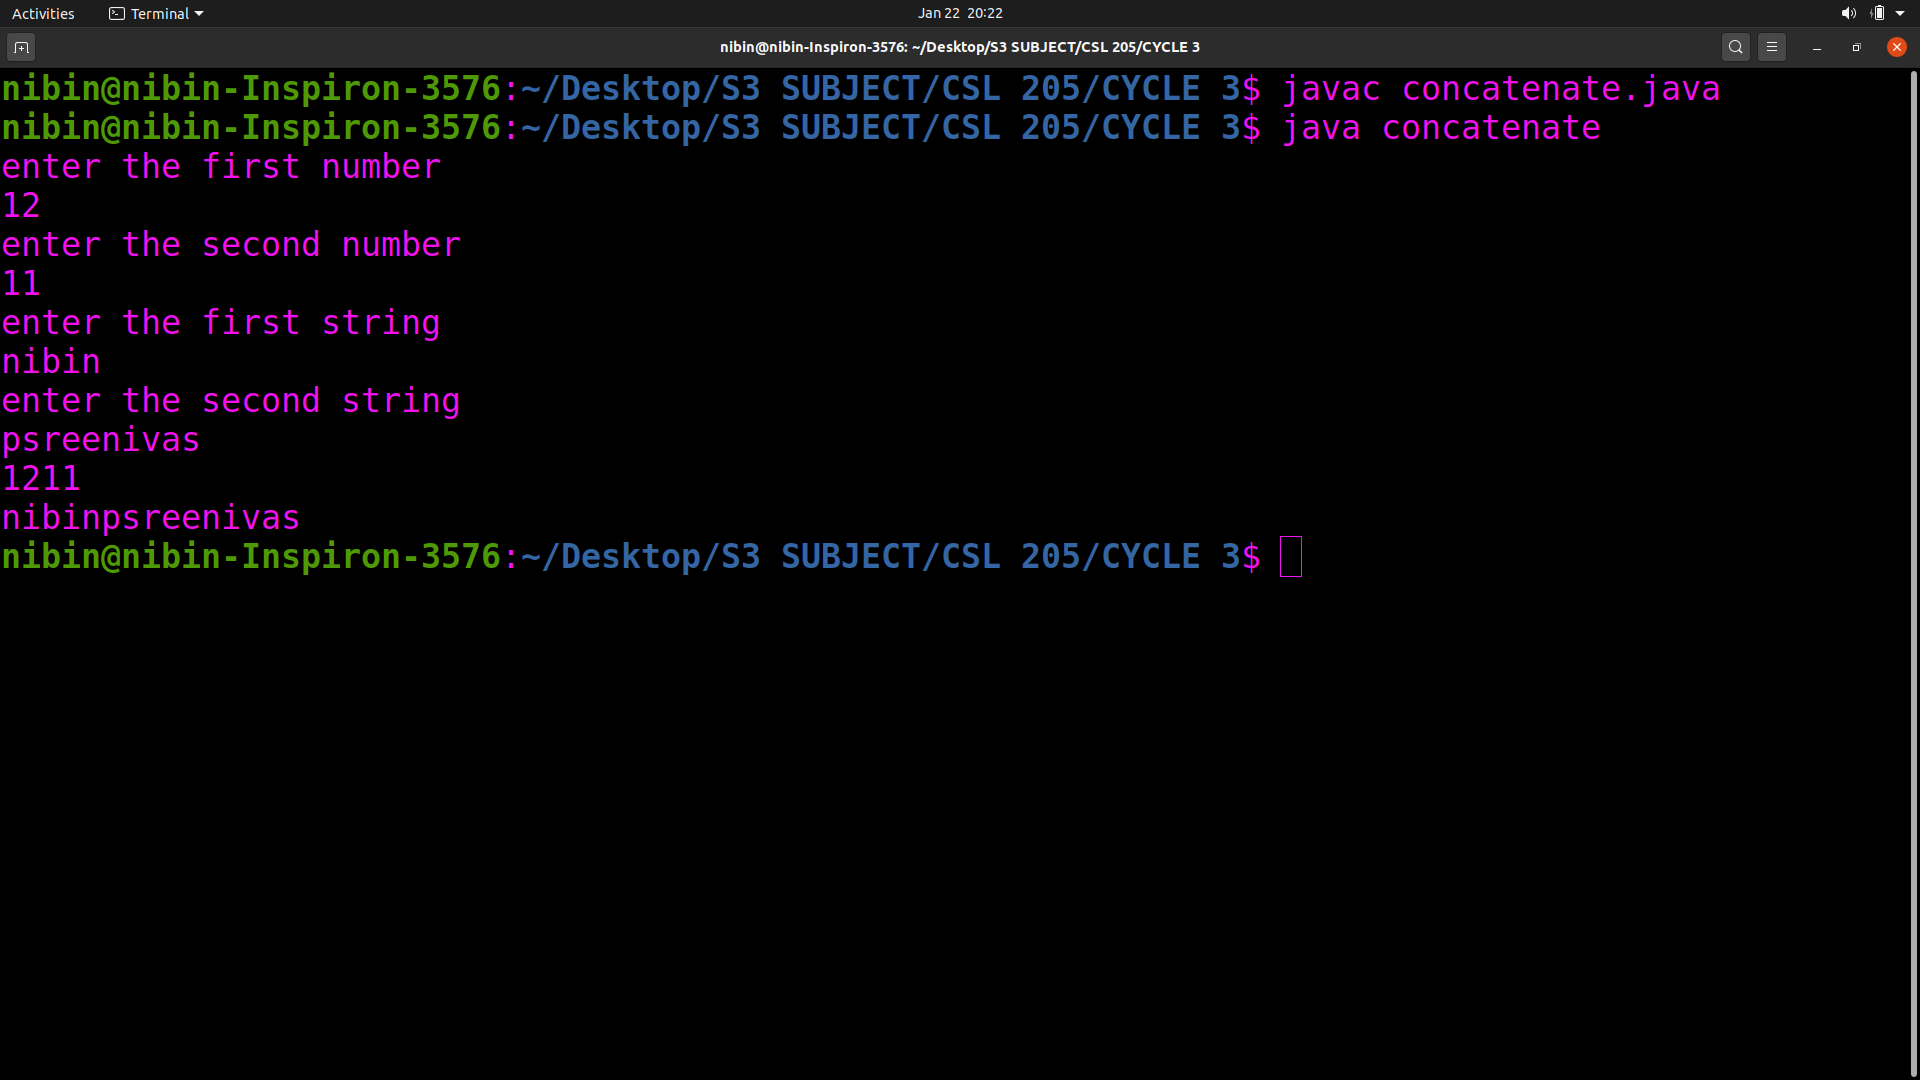 Activities Terminal Jan 22 20:22
nibin@nibin-Inspiron-3576: ~/Desktop/S3 SUBJECT/CSL 205/CYCLE 3
nibin@nibin-Inspiron-3576:~/Desktop/S3 SUBJECT/CSL 205/CYCLE 3$ javac concatenate.java
nibin@nibin-Inspiron-3576:~/Desktop/S3 SUBJECT/CSL 205/CYCLE 3$ java concatenate
enter the first number
12
enter the second number
11
enter the first string
nibin
enter the second string
psreenivas
1211
nibinpsreenivas
nibin@nibin-Inspiron-3576:~/Desktop/S3 SUBJECT/CSL 205/CYCLE 3$